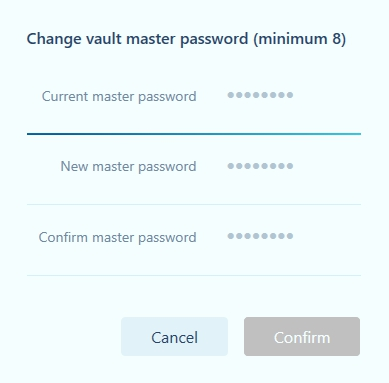 Change vault master password (minimum 8)
Current master password ••••••••
New master password ••••••••
Confirm master password ••••••••
Cancel Confirm